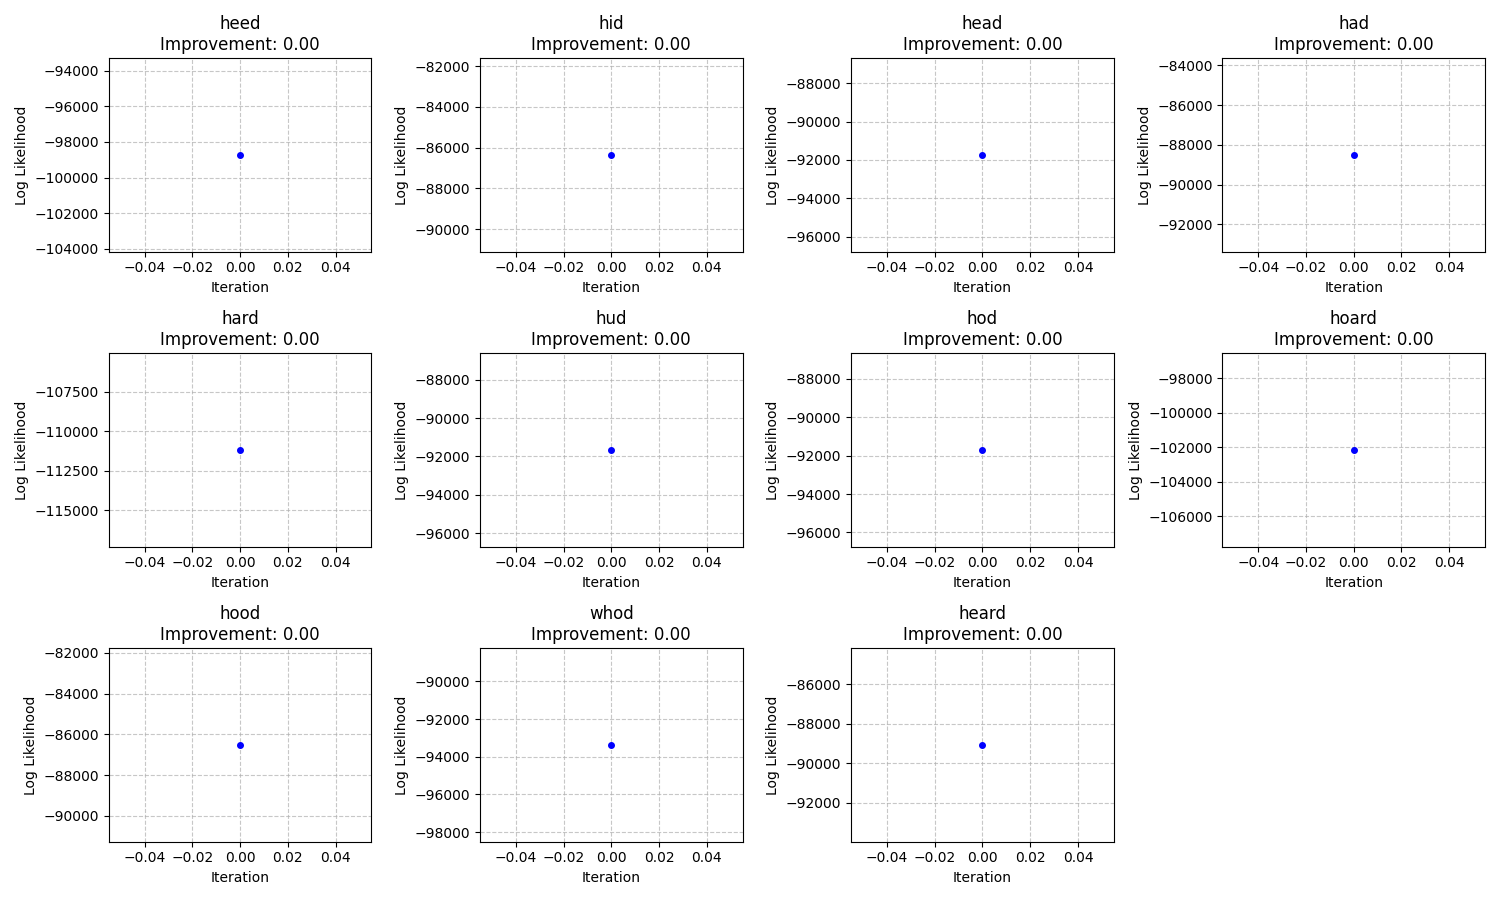 heed
Improvement: 0.00
−94000
−96000
−98000
−100000
−102000
−104000
Log Likelihood
−0.04 −0.02 0.00 0.02 0.04
Iteration
hid
Improvement: 0.00
−82000
−84000
−86000
−88000
−90000
Log Likelihood
−0.04 −0.02 0.00 0.02 0.04
Iteration
head
Improvement: 0.00
−88000
−90000
−92000
−94000
−96000
Log Likelihood
−0.04 −0.02 0.00 0.02 0.04
Iteration
had
Improvement: 0.00
−84000
−86000
−88000
−90000
−92000
Log Likelihood
−0.04 −0.02 0.00 0.02 0.04
Iteration
hard
Improvement: 0.00
−107500
−110000
−112500
−115000
Log Likelihood
−0.04 −0.02 0.00 0.02 0.04
Iteration
hud
Improvement: 0.00
−88000
−90000
−92000
−94000
−96000
Log Likelihood
−0.04 −0.02 0.00 0.02 0.04
Iteration
hod
Improvement: 0.00
−88000
−90000
−92000
−94000
−96000
Log Likelihood
−0.04 −0.02 0.00 0.02 0.04
Iteration
hoard
Improvement: 0.00
−98000
−100000
−102000
−104000
−106000
Log Likelihood
−0.04 −0.02 0.00 0.02 0.04
Iteration
hood
Improvement: 0.00
−82000
−84000
−86000
−88000
−90000
Log Likelihood
−0.04 −0.02 0.00 0.02 0.04
Iteration
whod
Improvement: 0.00
−90000
−92000
−94000
−96000
−98000
Log Likelihood
−0.04 −0.02 0.00 0.02 0.04
Iteration
heard
Improvement: 0.00
−86000
−88000
−90000
−92000
Log Likelihood
−0.04 −0.02 0.00 0.02 0.04
Iteration